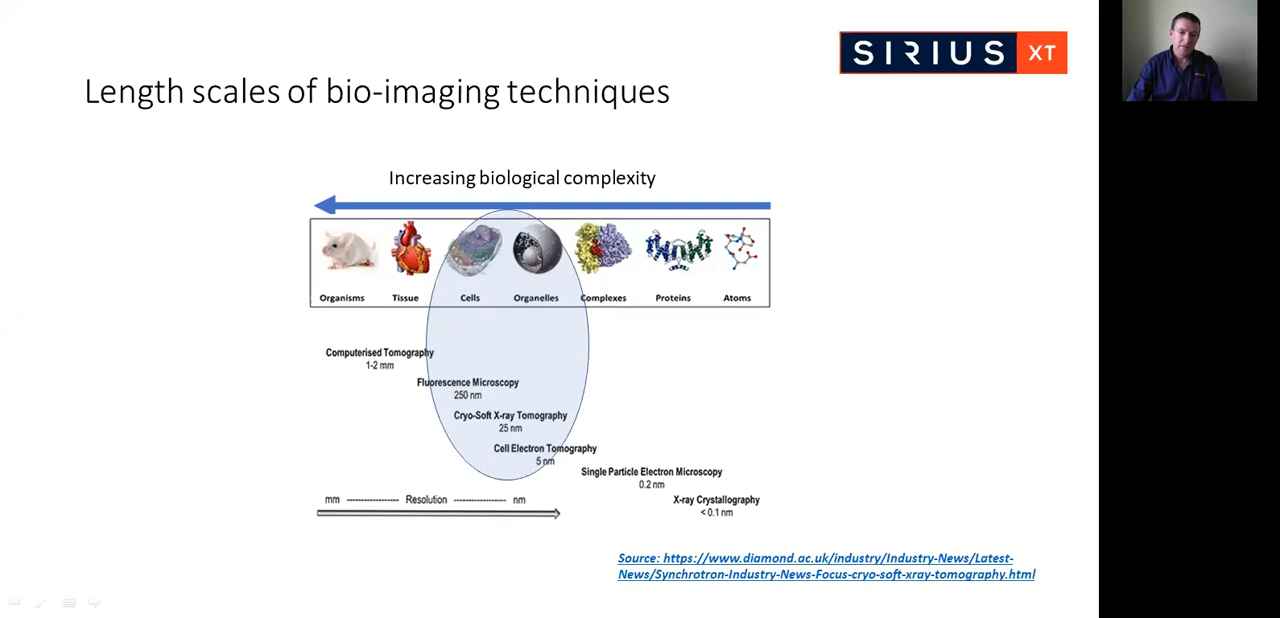 SIRIUS XT
Length scales of bio-imaging techniques
Increasing biological complexity
Organisms Tissue Cells Organelles Complexes Proteins Atoms
Computerised Tomography
1-2 mm
Fluorescence Microscopy
250 nm
Cryo-Soft X-ray Tomography
25 nm
Cell Electron Tomography
5 nm
Single Particle Electron Microscopy
0.2 nm
X-ray Crystallography
< 0.1 nm
mm ---------------- Resolution ---------------- nm
Source: https://www.diamond.ac.uk/industry/Industry-News/Latest-
News/Synchrotron-Industry-News-Focus-cryo-soft-xray-tomography.html